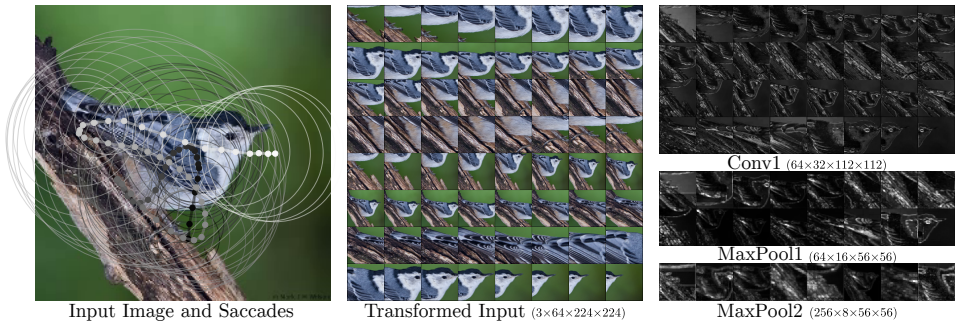 Conv1 (64×32×112×112)
MaxPool1 (64×16×56×56)
Input Image and Saccades
Transformed Input (3×64×224×224)
MaxPool2 (256×8×56×56)